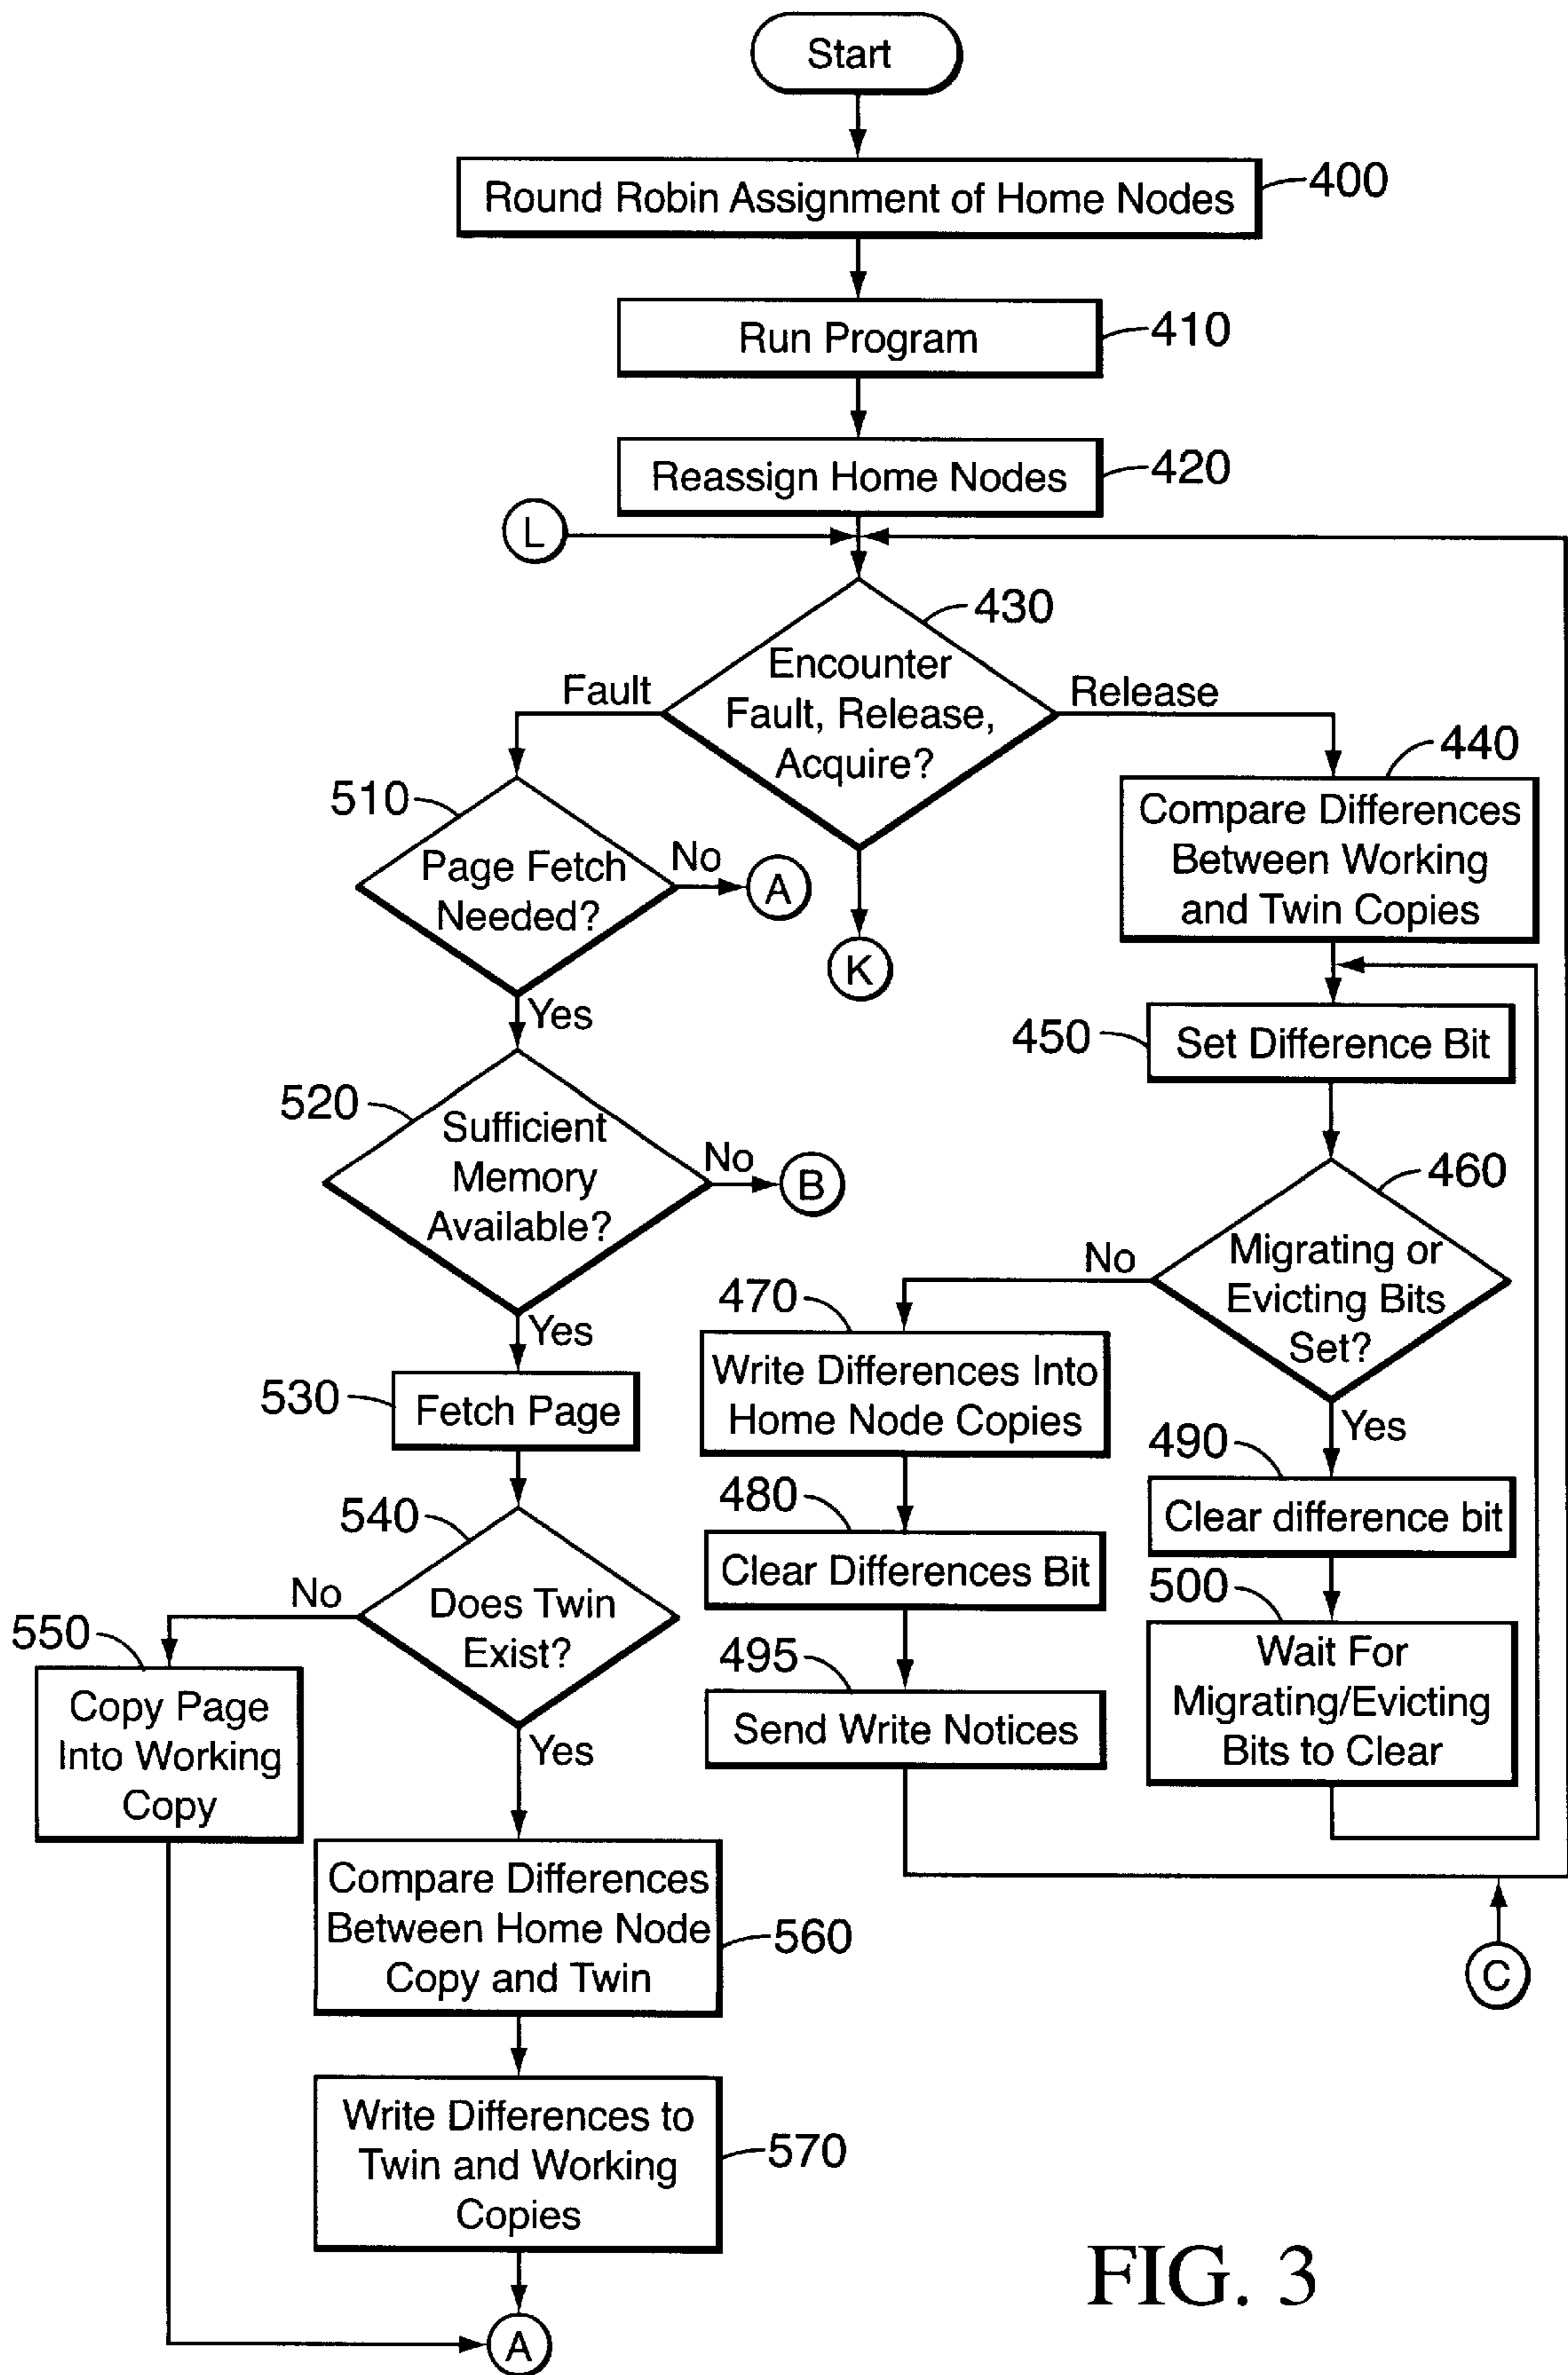 Start
Round Robin Assignment of Home Nodes
400
Run Program
410
Reassign Home Nodes
420
L
430
Encounter
Fault, Release,
Acquire?
Fault
Release
440
Compare Differences
Between Working
and Twin Copies
510
Page Fetch
Needed?
No
A
K
Yes
450
Set Difference Bit
520
Sufficient
Memory
Available?
No
B
460
Migrating or
Evicting Bits
Set?
No
Yes
470
Write Differences Into
Home Node Copies
Yes
530
Fetch Page
490
Clear difference bit
480
Clear Differences Bit
540
Does Twin
Exist?
No
500
Wait For
Migrating/Evicting
Bits to Clear
550
Copy Page
Into Working
Copy
495
Send Write Notices
Yes
Compare Differences
Between Home Node
Copy and Twin
560
C
Write Differences to
Twin and Working
Copies
570
A
FIG. 3